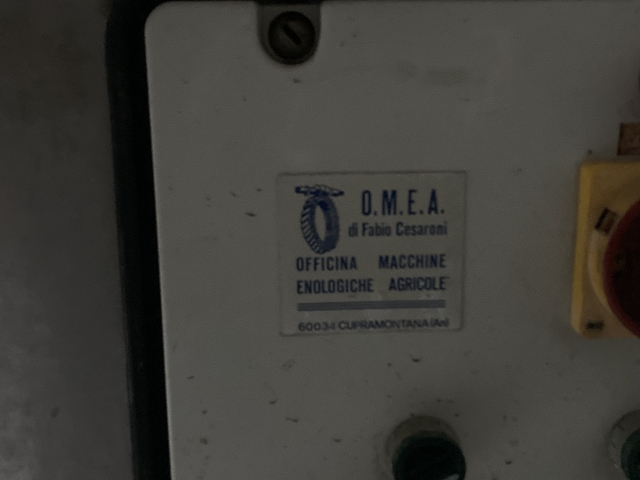 O.M.E.A.
di Fabio Cesaroni
OFFICINA MACCHINE
ENOLOGICHE AGRICOLE
60034 CUPRAMONTANA (An)